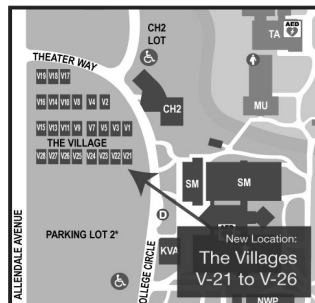 CH2
LOT
AED
TA
THEATER WAY
V19 V18 V17
MU
V16 V14 V10 V8 V4 V2
CH2
V15 V13 V11 V9 V7 V5 V3 V1
THE VILLAGE
V28 V27 V26 V25 V24 V23 V22 V21
SM
SM
ALLENDALE AVENUE
D
PARKING LOT 2*
KVA
New Location:
The Villages
V-21 to V-26
OLLEGE CIRCLE
NWP